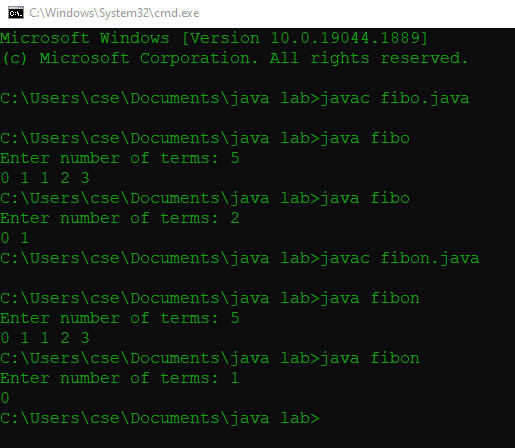 C:\Windows\System32\cmd.exe
Microsoft Windows [Version 10.0.19044.1889]
(c) Microsoft Corporation. All rights reserved.
C:\Users\cse\Documents\java lab>javac fibo.java
C:\Users\cse\Documents\java lab>java fibo
Enter number of terms: 5
0 1 1 2 3
C:\Users\cse\Documents\java lab>java fibo
Enter number of terms: 2
0 1
C:\Users\cse\Documents\java lab>javac fibon.java
C:\Users\cse\Documents\java lab>java fibon
Enter number of terms: 5
0 1 1 2 3
C:\Users\cse\Documents\java lab>java fibon
Enter number of terms: 1
0
C:\Users\cse\Documents\java lab>